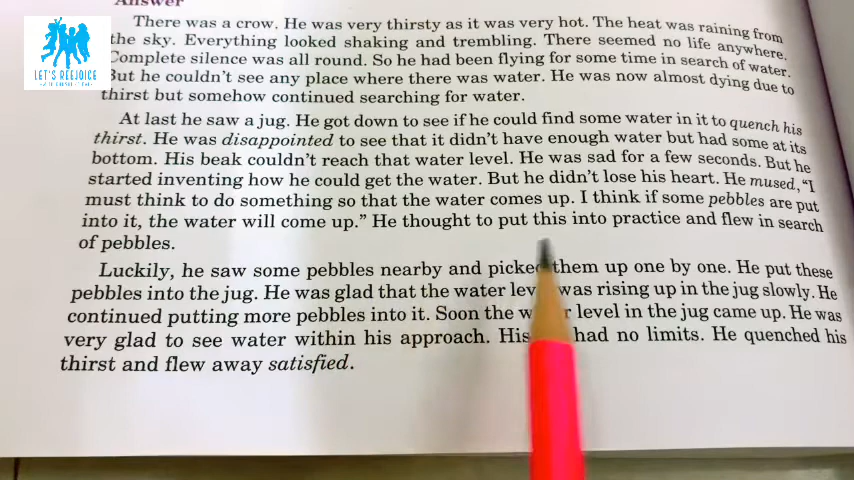 Answer
There was a crow. He was very thirsty as it was very hot. The heat was raining from
the sky. Everything looked shaking and trembling. There seemed no life anywhere.
Complete silence was all round. So he had been flying for some time in search of water.
But he couldn't see any place where there was water. He was now almost dying due to
thirst but somehow continued searching for water.
At last he saw a jug. He got down to see if he could find some water in it to quench his
thirst. He was disappointed to see that it didn't have enough water but had some at its
bottom. His beak couldn't reach that water level. He was sad for a few seconds. But he
started inventing how he could get the water. But he didn't lose his heart. He mused, "I
must think to do something so that the water comes up. I think if some pebbles are put
into it, the water will come up." He thought to put this into practice and flew in search
of pebbles.
Luckily, he saw some pebbles nearby and picked them up one by one. He put these
pebbles into the jug. He was glad that the water was rising up in the jug slowly. He
continued putting more pebbles into it. Soon the level in the jug came up. He was
very glad to see water within his approach. His had no limits. He quenched his
thirst and flew away satisfied.
LET'S REEJOICE